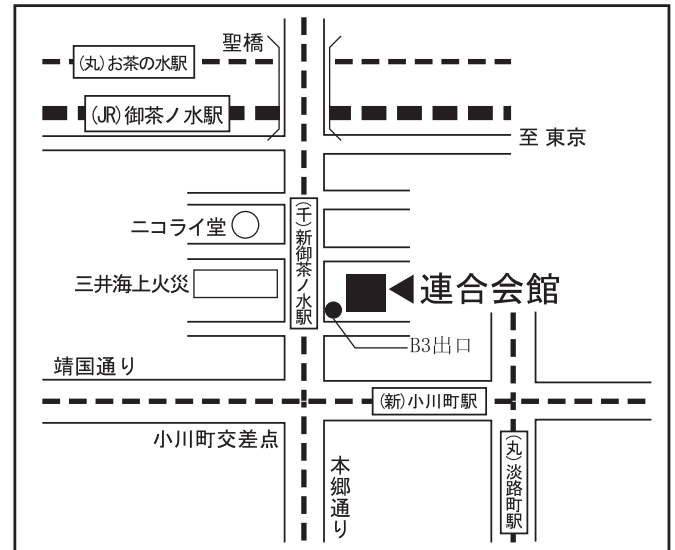 聖橋
(丸)お茶の水駅
(JR)御茶ノ水駅
至 東京
ニコライ堂
(千)新御茶ノ水駅
三井海上火災
連合会館
B3出口
靖国通り
(新)小川町駅
小川町交差点
(丸)淡路町駅
本郷通り